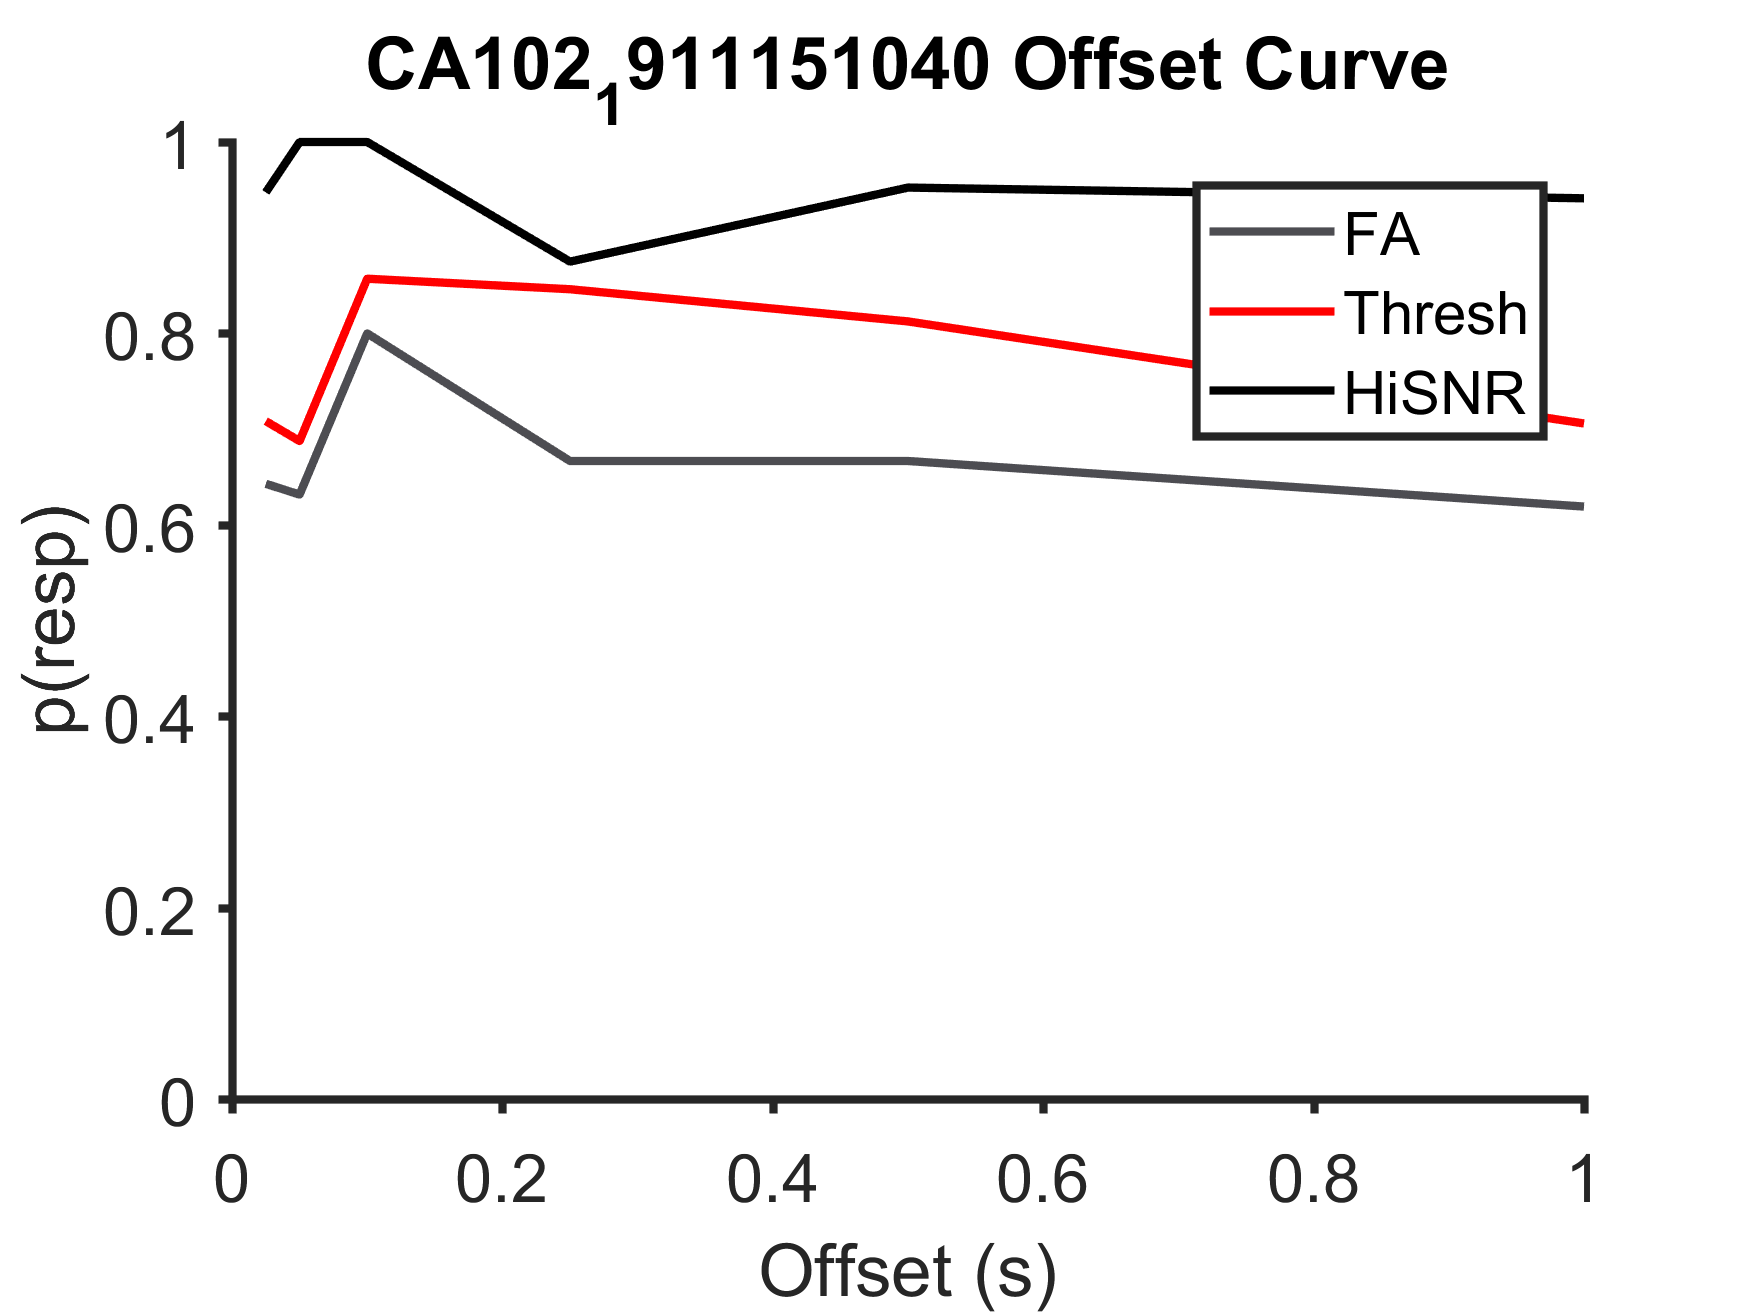 CA102₁911151040 Offset Curve
1
0.8
0.6
0.4
0.2
0
p(resp)
FA
Thresh
HiSNR
0 0.2 0.4 0.6 0.8 1
Offset (s)